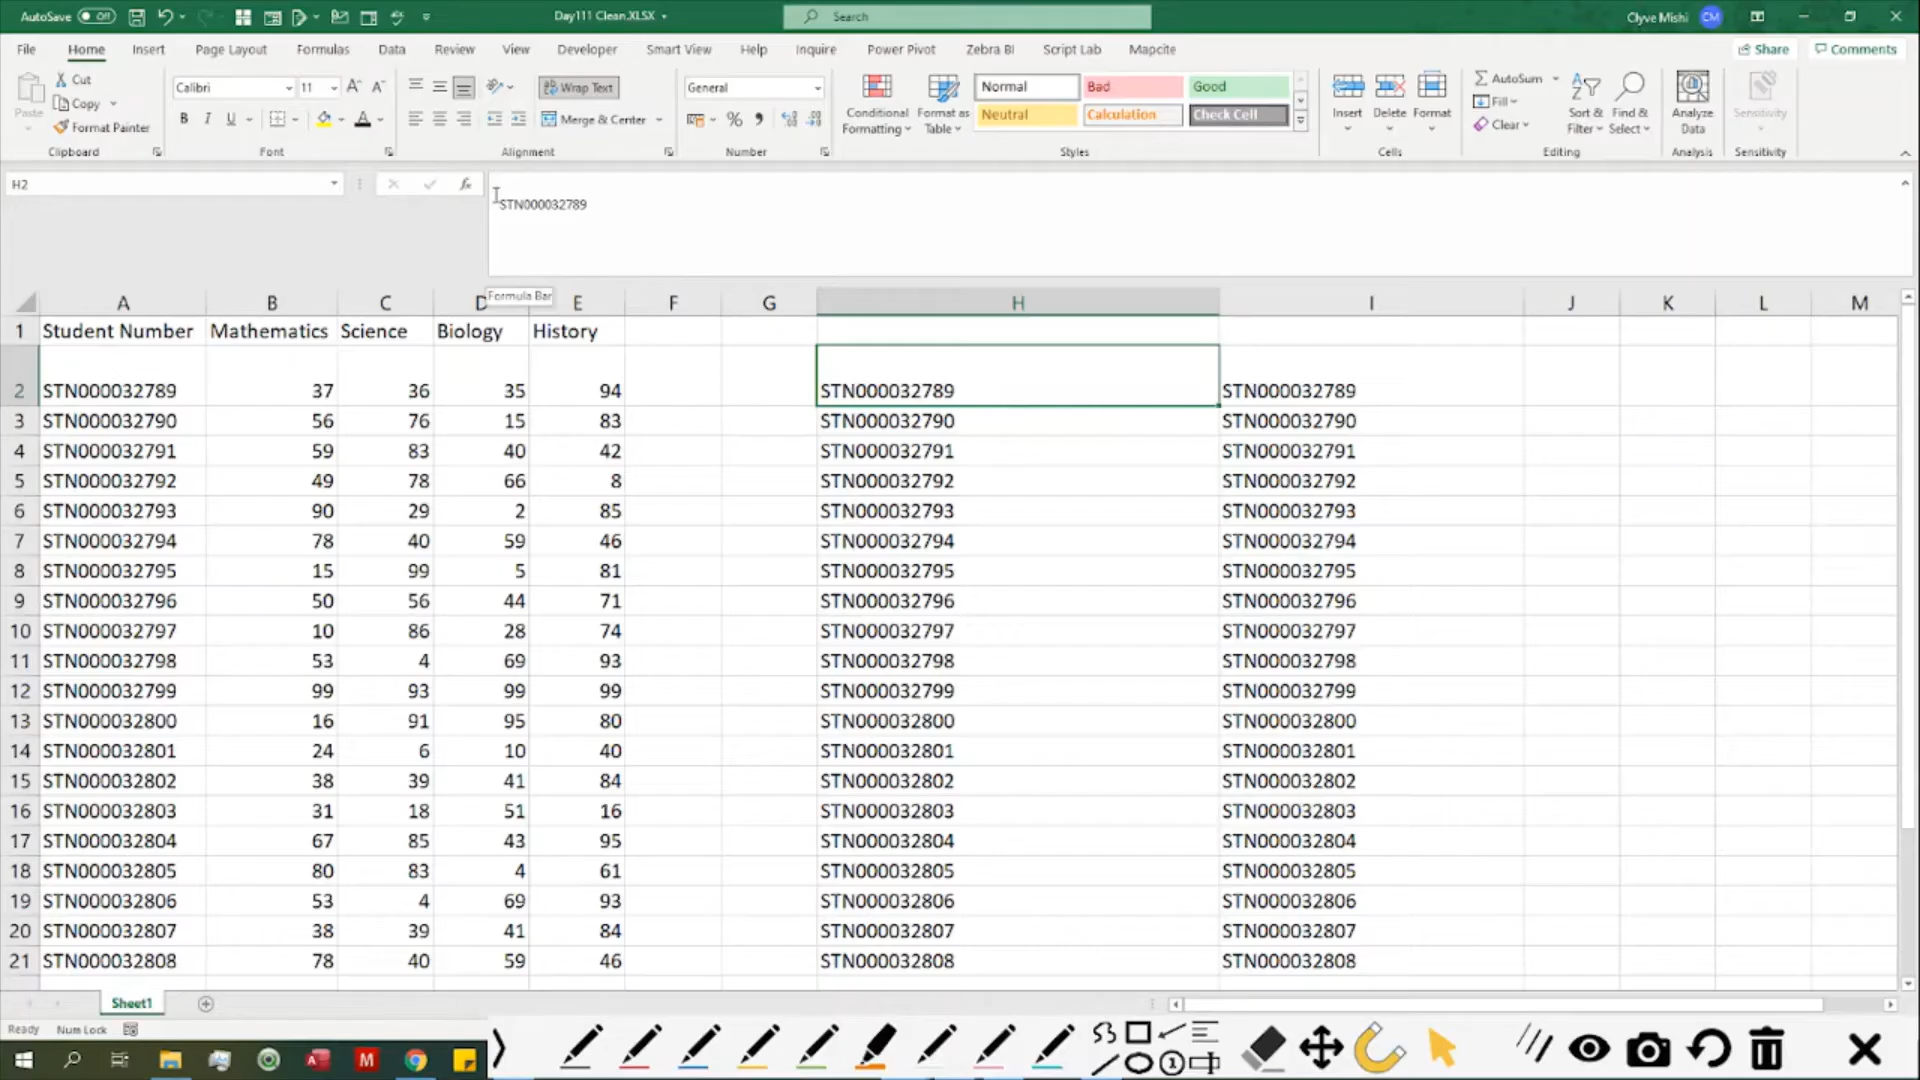 AutoSave Off Day111 Clean.XLSX Search Clyve Mishi CM
File Home Insert Page Layout Formulas Data Review View Developer Smart View Help Inquire Power Pivot Zebra BI Script Lab Mapcite Share Comments
Paste Cut Copy Format Painter Clipboard
Calibri 11 B I U A Font
Wrap Text Merge & Center Alignment
General % Number
Conditional Formatting Format as Table Normal Bad Good Neutral Calculation Check Cell Styles
Insert Delete Format Cells
AutoSum Fill Clear Sort & Filter Find & Select Editing
Analyze Data Analysis Sensitivity Sensitivity
H2 fx STN000032789
Formula Bar
A B C D E F G H I J K L M
1 Student Number Mathematics Science Biology History
2 STN000032789 37 36 35 94 STN000032789 STN000032789
3 STN000032790 56 76 15 83 STN000032790 STN000032790
4 STN000032791 59 83 40 42 STN000032791 STN000032791
5 STN000032792 49 78 66 8 STN000032792 STN000032792
6 STN000032793 90 29 2 85 STN000032793 STN000032793
7 STN000032794 78 40 59 46 STN000032794 STN000032794
8 STN000032795 15 99 5 81 STN000032795 STN000032795
9 STN000032796 50 56 44 71 STN000032796 STN000032796
10 STN000032797 10 86 28 74 STN000032797 STN000032797
11 STN000032798 53 4 69 93 STN000032798 STN000032798
12 STN000032799 99 93 99 99 STN000032799 STN000032799
13 STN000032800 16 91 95 80 STN000032800 STN000032800
14 STN000032801 24 6 10 40 STN000032801 STN000032801
15 STN000032802 38 39 41 84 STN000032802 STN000032802
16 STN000032803 31 18 51 16 STN000032803 STN000032803
17 STN000032804 67 85 43 95 STN000032804 STN000032804
18 STN000032805 80 83 4 61 STN000032805 STN000032805
19 STN000032806 53 4 69 93 STN000032806 STN000032806
20 STN000032807 38 39 41 84 STN000032807 STN000032807
21 STN000032808 78 40 59 46 STN000032808 STN000032808
Sheet1
Ready Num Lock